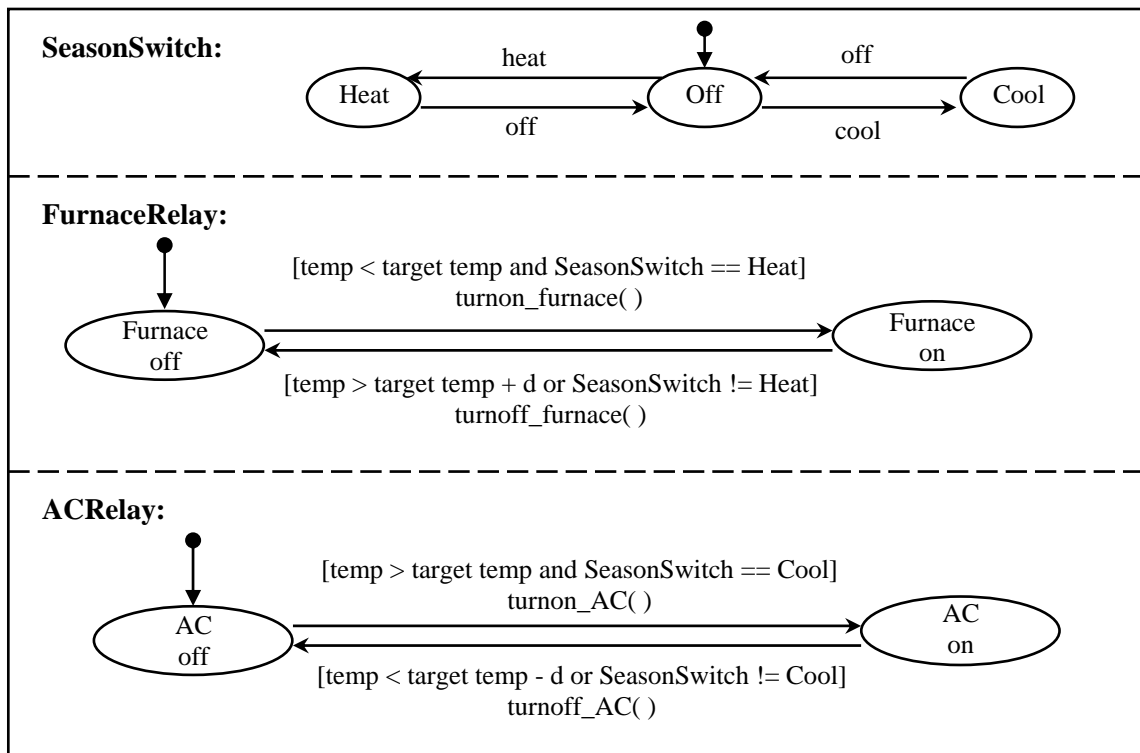 SeasonSwitch:
heat
off
Heat
Off
Cool
off
cool
FurnaceRelay:
[temp < target temp and SeasonSwitch == Heat]
turnon_furnace( )
Furnace
off
Furnace
on
[temp > target temp + d or SeasonSwitch != Heat]
turnoff_furnace( )
ACRelay:
[temp > target temp and SeasonSwitch == Cool]
turnon_AC( )
AC
off
AC
on
[temp < target temp - d or SeasonSwitch != Cool]
turnoff_AC( )